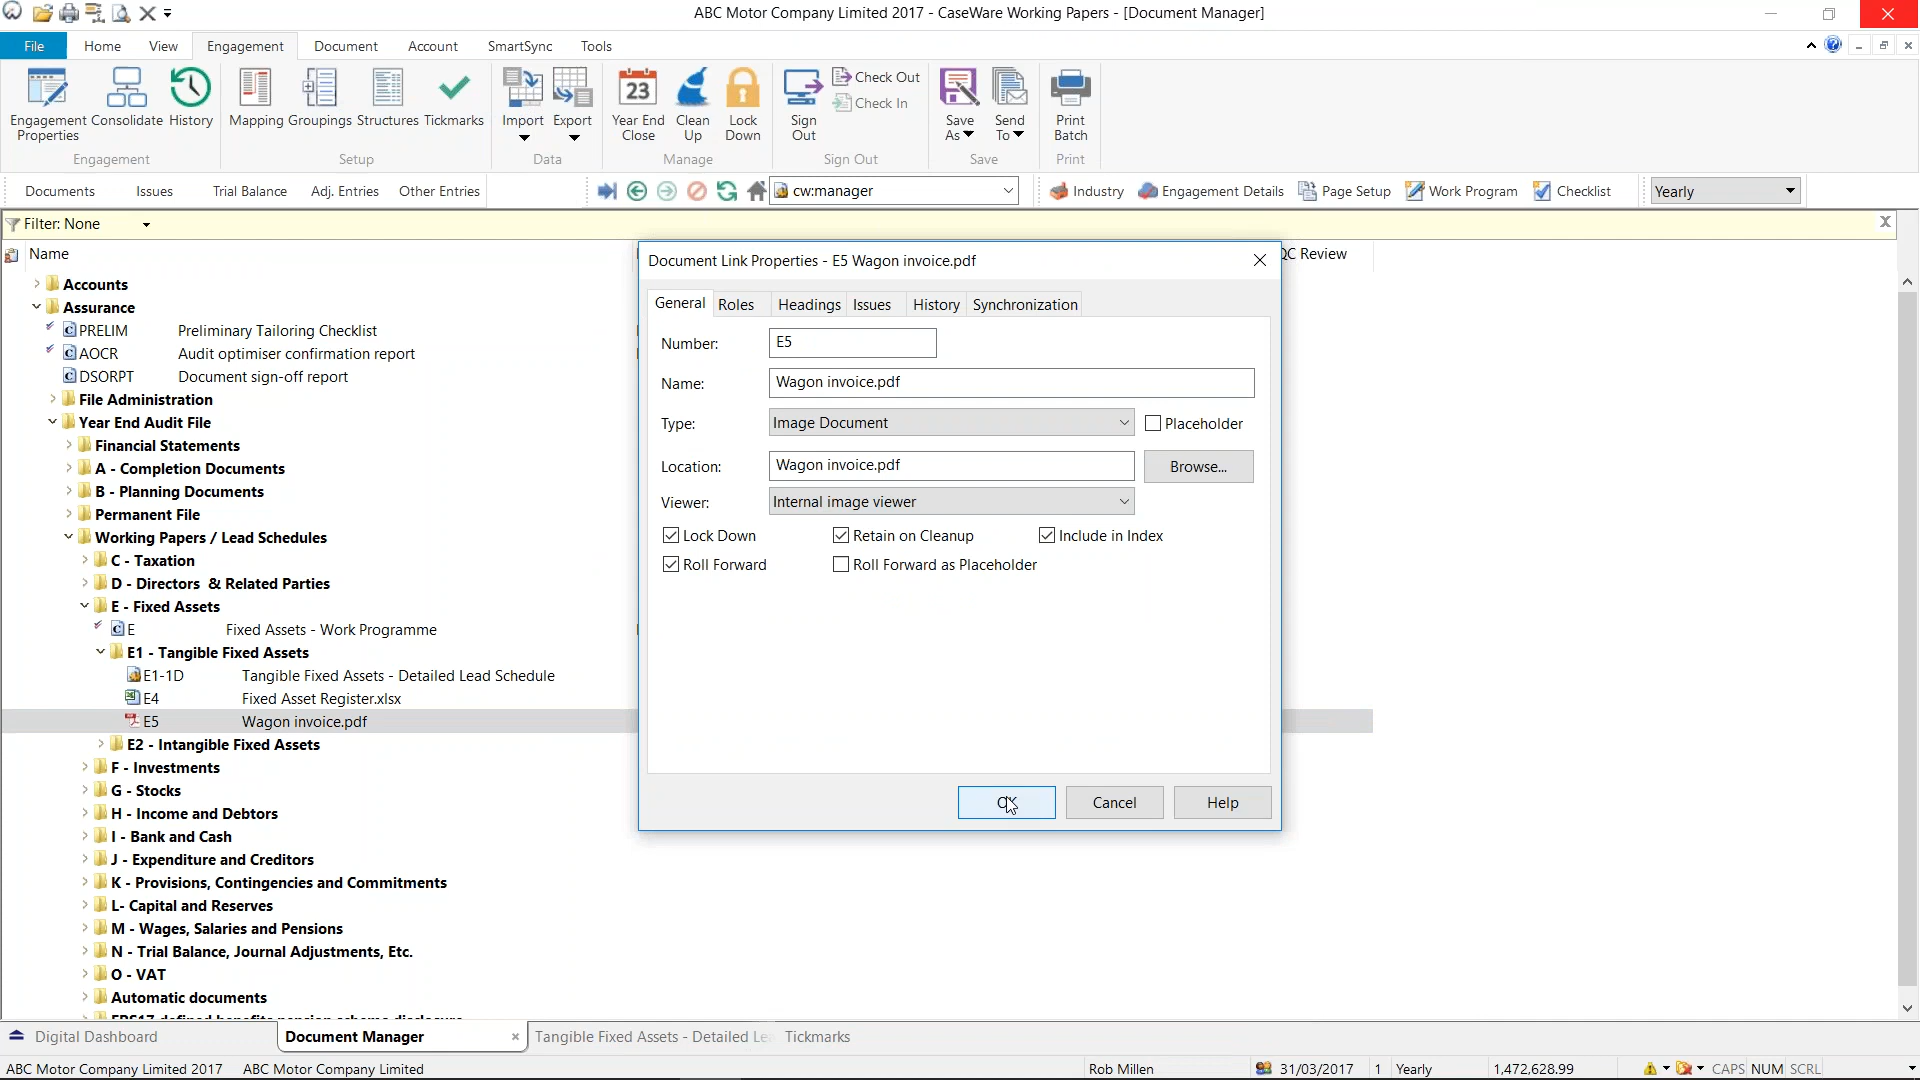 ABC Motor Company Limited 2017 - CaseWare Working Papers - [Document Manager]
File Home View Engagement Document Account SmartSync Tools
Engagement Properties Consolidate History Mapping Groupings Structures Tickmarks Import Export Year End Close Clean Up Lock Down Sign Out Check Out Check In Save As Send To Print Batch
23
Engagement Setup Data Manage Sign Out Save Print
Documents Issues Trial Balance Adj. Entries Other Entries cw:manager Industry Engagement Details Page Setup Work Program Checklist Yearly
Filter: None X
Name QC Review
Accounts
Assurance
PRELIM Preliminary Tailoring Checklist
AOCR Audit optimiser confirmation report
DSORPT Document sign-off report
File Administration
Year End Audit File
Financial Statements
A - Completion Documents
B - Planning Documents
Permanent File
Working Papers / Lead Schedules
C - Taxation
D - Directors & Related Parties
E - Fixed Assets
E Fixed Assets - Work Programme
E1 - Tangible Fixed Assets
E1-1D Tangible Fixed Assets - Detailed Lead Schedule
E4 Fixed Asset Register.xlsx
E5 Wagon invoice.pdf
E2 - Intangible Fixed Assets
F - Investments
G - Stocks
H - Income and Debtors
I - Bank and Cash
J - Expenditure and Creditors
K - Provisions, Contingencies and Commitments
L- Capital and Reserves
M - Wages, Salaries and Pensions
N - Trial Balance, Journal Adjustments, Etc.
O - VAT
Automatic documents
Document Link Properties - E5 Wagon invoice.pdf
General Roles Headings Issues History Synchronization
Number: E5
Name: Wagon invoice.pdf
Type: Image Document Placeholder
Location: Wagon invoice.pdf Browse...
Viewer: Internal image viewer
Lock Down Retain on Cleanup Include in Index
Roll Forward Roll Forward as Placeholder
OK Cancel Help
Digital Dashboard Document Manager Tangible Fixed Assets - Detailed Le Tickmarks
ABC Motor Company Limited 2017 ABC Motor Company Limited Rob Millen 31/03/2017 1 Yearly 1,472,628.99 CAPS NUM SCRL